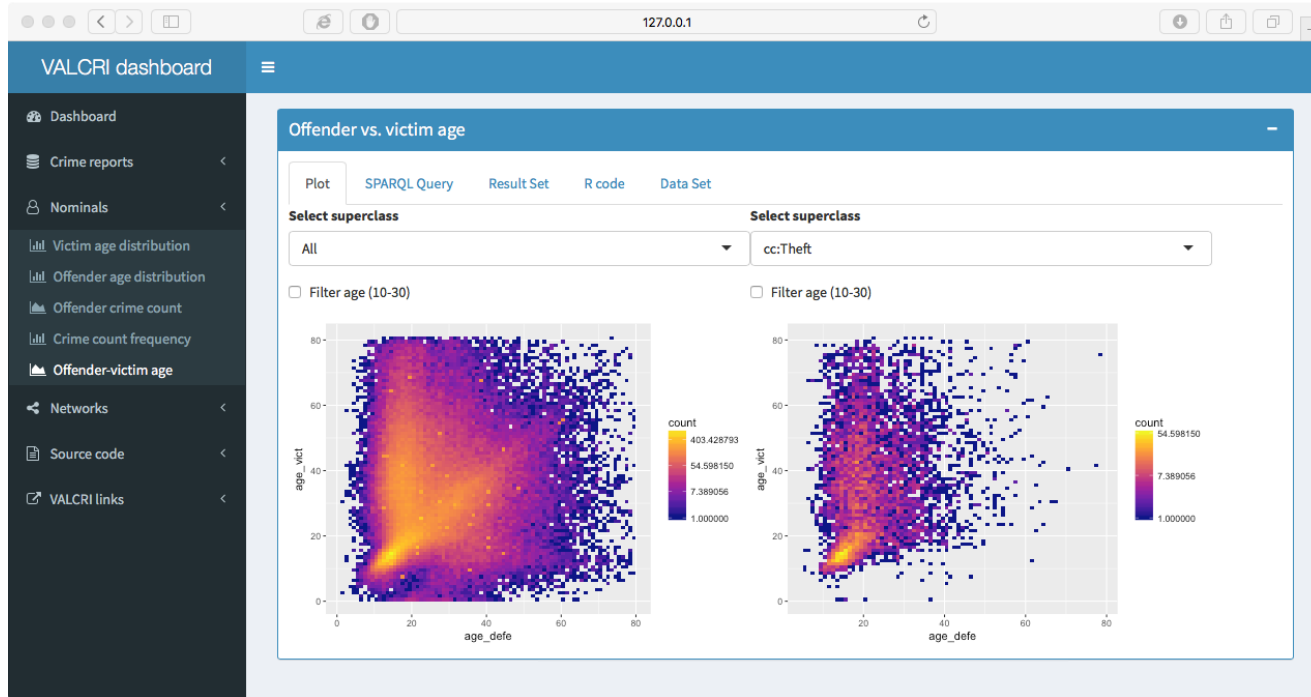 127.0.0.1
VALCRI dashboard
Dashboard
Crime reports
Nominals
Victim age distribution
Offender age distribution
Offender crime count
Crime count frequency
Offender-victim age
Networks
Source code
VALCRI links
Offender vs. victim age
Plot SPARQL Query Result Set R code Data Set
Select superclass Select superclass
All cc:Theft
Filter age (10-30) Filter age (10-30)
80
60
40
20
0
age_vict
0 20 40 60 80
age_defe
count
403.428793
54.598150
7.389056
1.000000
80
60
40
20
0
age_vict
20 40 60 80
age_defe
count
54.598150
7.389056
1.000000